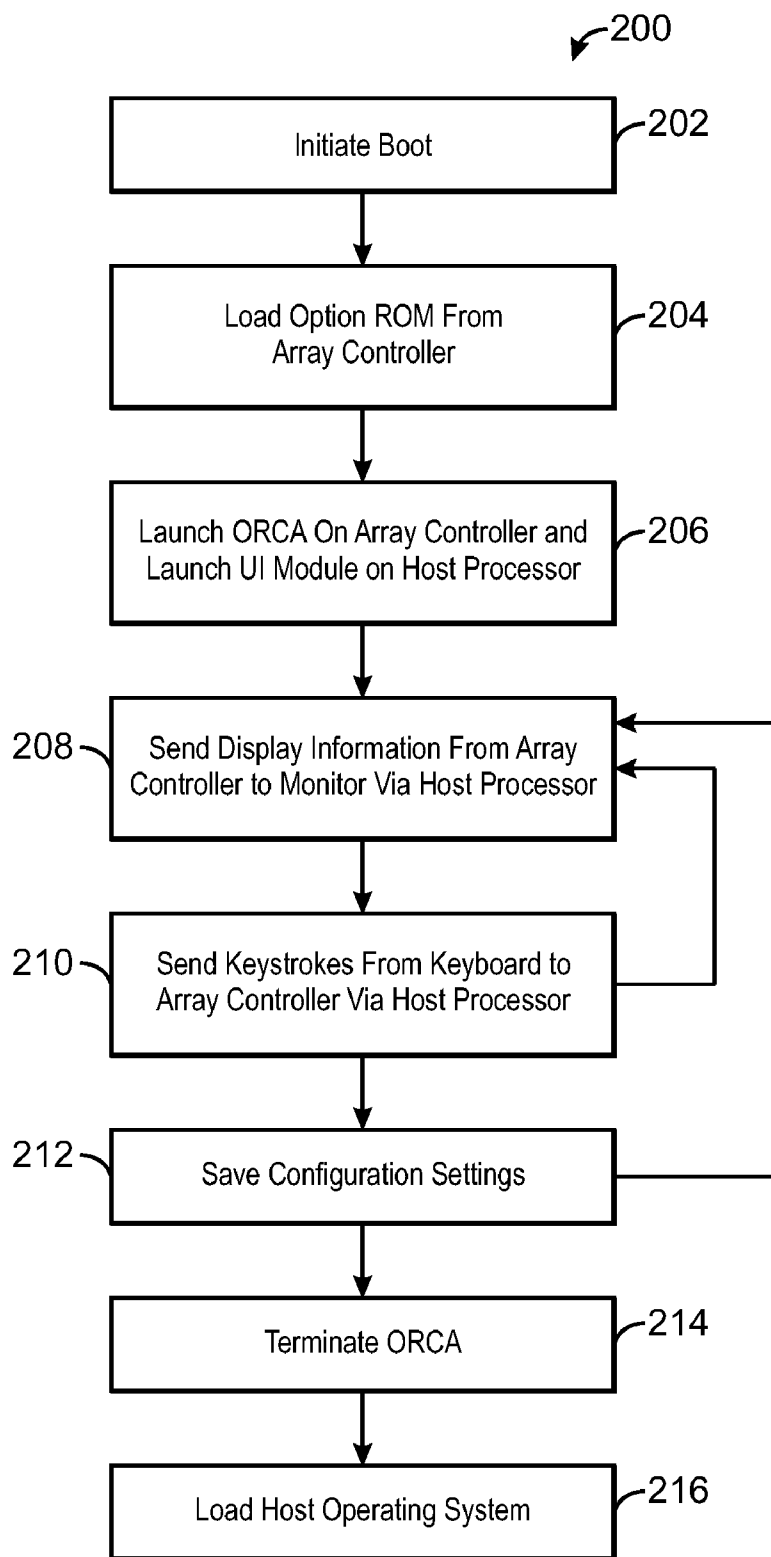 200
Initiate Boot
202
Load Option ROM From
Array Controller
204
Launch ORCA On Array Controller and
Launch UI Module on Host Processor
206
208
Send Display Information From Array
Controller to Monitor Via Host Processor
210
Send Keystrokes From Keyboard to
Array Controller Via Host Processor
212
Save Configuration Settings
Terminate ORCA
214
Load Host Operating System
216